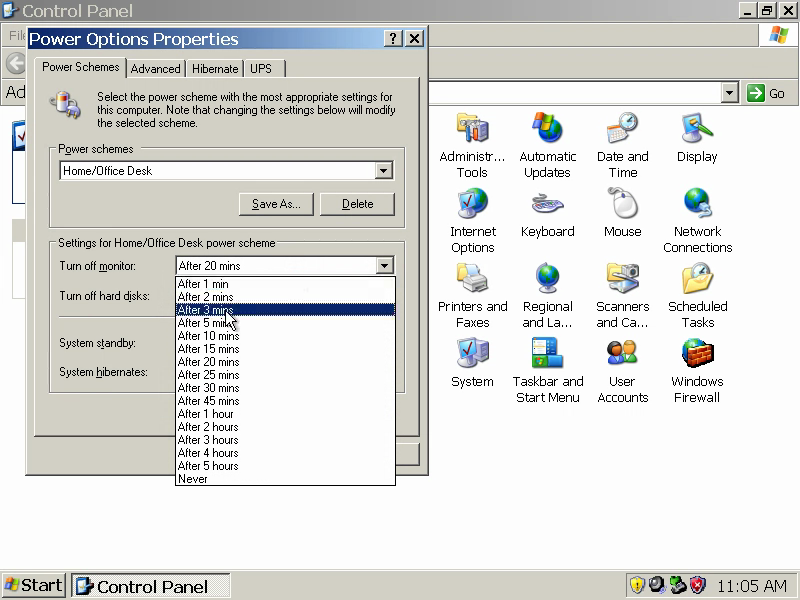 Control Panel
Fil
Ad
Go
Power Options Properties
Power Schemes
Advanced
Hibernate
UPS
Select the power scheme with the most appropriate settings for
this computer. Note that changing the settings below will modify
the selected scheme.
Power schemes
Home/Office Desk
Save As...
Delete
Settings for Home/Office Desk power scheme
Turn off monitor:
After 20 mins
Turn off hard disks:
System standby:
System hibernates:
After 1 min
After 2 mins
After 3 mins
After 5 mins
After 10 mins
After 15 mins
After 20 mins
After 25 mins
After 30 mins
After 45 mins
After 1 hour
After 2 hours
After 3 hours
After 4 hours
After 5 hours
Never
Administr...
Tools
Automatic
Updates
Date and
Time
Display
Internet
Options
Keyboard
Mouse
Network
Connections
Printers and
Faxes
Regional
and La...
Scanners
and Ca...
Scheduled
Tasks
System
Taskbar and
Start Menu
User
Accounts
Windows
Firewall
Start
Control Panel
11:05 AM